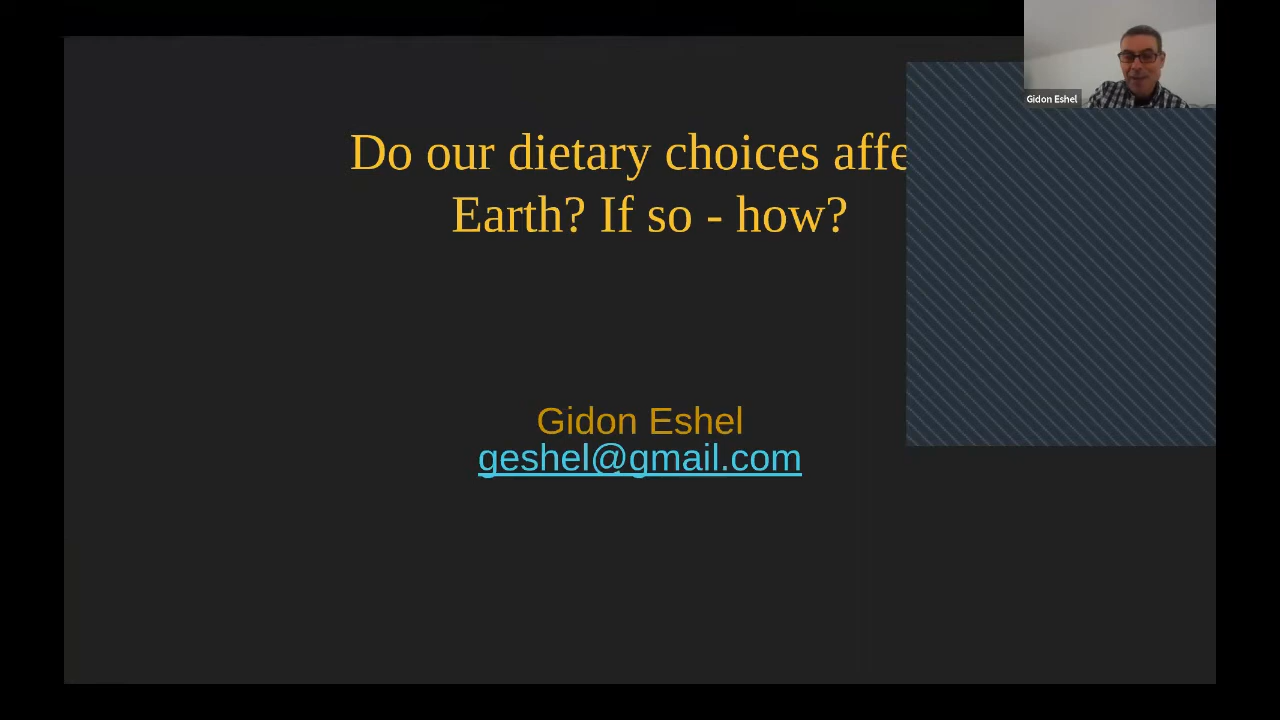 Do our dietary choices affe
Earth? If so - how?
Gidon Eshel
geshel@gmail.com
Gidon Eshel